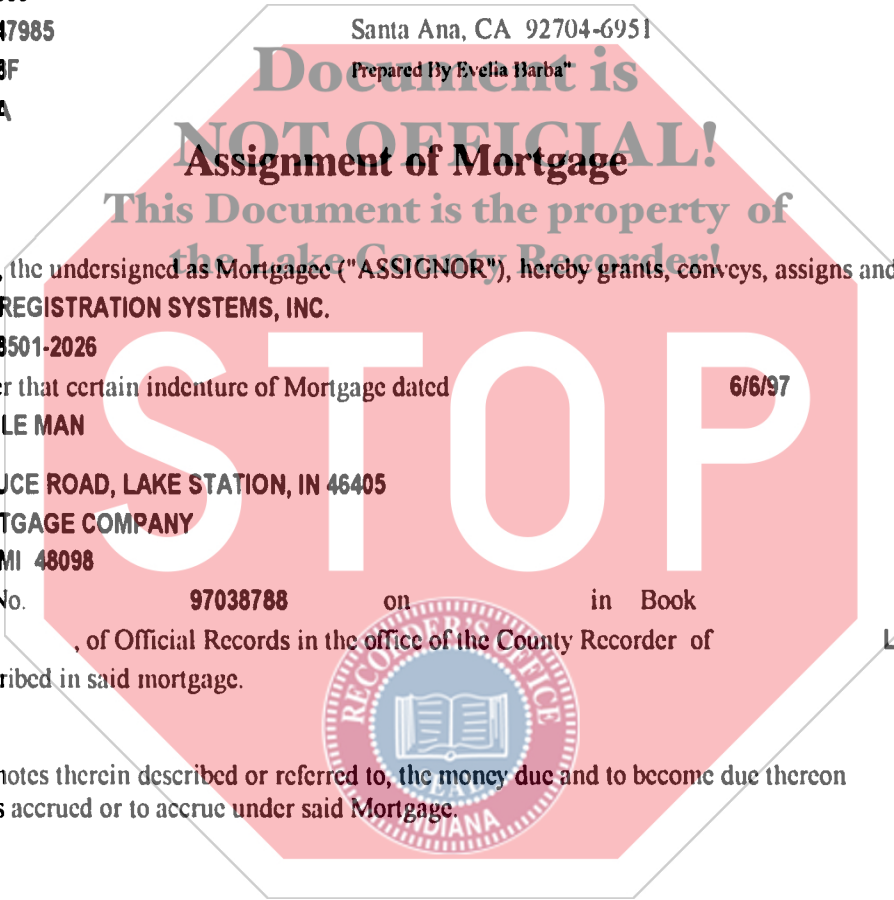 47985
Santa Ana, CA 92704-6951
Document is
Prepared By Evelia Barba"
NOT OFFICIAL!
Assignment of Mortgage
This Document is the property of
the Lake County Recorder!
, the undersigned as Mortgagee ("ASSIGNOR"), hereby grants, conveys, assigns and
REGISTRATION SYSTEMS, INC.
8501-2026
er that certain indenture of Mortgage dated 6/6/97
LE MAN
UCE ROAD, LAKE STATION, IN 46405
TGAGE COMPANY
MI 48098
STOP
No. 97038788 on in Book
, of Official Records in the office of the County Recorder of L
ribed in said mortgage.
RECORDER'S OFFICE
SEAL
INDIANA
notes therein described or referred to, the money due and to become due thereon
s accrued or to accrue under said Mortgage.